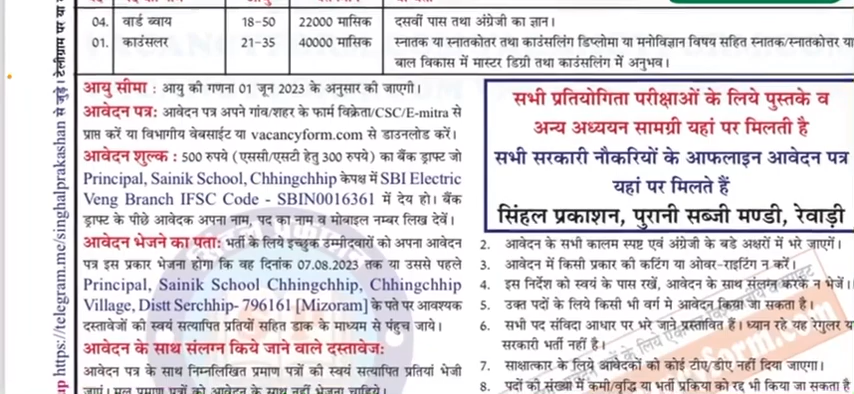 04. वार्ड ब्वाय 18-50 22000 मासिक दसवीं पास तथा अंग्रेजी का ज्ञान।
01. काउंसलर 21-35 40000 मासिक स्नातक या स्नातकोतर तथा काउंसलिंग डिप्लोमा या मनोविज्ञान विषय सहित स्नातक/स्नातकोत्तर या
बाल विकास में मास्टर डिग्री तथा काउंसलिंग में अनुभव।
आयु सीमा : आयु की गणना 01 जून 2023 के अनुसार की जाएगी।
आवेदन पत्र: आवेदन पत्र अपने गांव/शहर के फार्म विक्रेता/CSC/E-mitra से
प्राप्त करें या विभागीय वेबसाईट या vacancyform.com से डाउनलोड करें।
आवेदन शुल्क : 500 रुपये (एससी/एसटी हेतु 300 रुपये) का बैंक ड्राफ्ट जो
Principal, Sainik School, Chhingchhip केपक्ष में SBI Electric
Veng Branch IFSC Code - SBIN0016361 में देय हो। बैंक
ड्राफ्ट के पीछे आवेदक अपना नाम, पद का नाम व मोबाइल नम्बर लिख देवें।
आवेदन भेजने का पता: भर्ती के लिये इच्छुक उम्मीदवारों को अपना आवेदन
पत्र इस प्रकार भेजना होगा कि वह दिनांक 07.08.2023 तक या उससे पहले
Principal, Sainik School Chhingchhip, Chhingchhip
Village, Distt Serchhip- 796161 [Mizoram] के पते पर आवश्यक
दस्तावेजों की स्वयं सत्यापित प्रतियों सहित डाक के माध्यम से पंहुच जाये।
आवेदन के साथ संलग्न किये जाने वाले दस्तावेज:
आवेदन पत्र के साथ निम्नलिखित प्रमाण पत्रों की स्वयं सत्यापित प्रतियां भेजी
जाएं। मूल प्रमाण पत्रों को आवेदन के साथ नहीं भेजना चाहिये।
सभी प्रतियोगिता परीक्षाओं के लिये पुस्तके व
अन्य अध्ययन सामग्री यहां पर मिलती है
सभी सरकारी नौकरियों के आफलाइन आवेदन पत्र
यहां पर मिलते हैं
सिंहल प्रकाशन, पुरानी सब्जी मण्डी, रेवाड़ी
2. आवेदन के सभी कालम स्पष्ट एवं अंग्रेजी के बडे अक्षरों में भरे जाएगें।
3. आवेदन में किसी प्रकार की कटिंग या ओवर-राइटिंग न करें।
4. इस निर्देश को स्वयं के पास रखें, आवेदन के साथ संलग्न करके न भेजें।
5. उक्त पदों के लिये किसी भी वर्ग मे आवेदन किया जा सकता है।
6. सभी पद संविदा आधार पर भरे जाने प्रस्तावित हैं। ध्यान रहे यह रेगुलर या
सरकारी भर्ती नहीं है।
7. साक्षात्कार के लिये आवेदकों को कोई टीए/डीए नहीं दिया जाएगा।
8. पदों की संख्या में कमी/वृद्धि या भर्ती प्रकिया को रद्द भी किया जा सकता है
up https://telegram.me/singhalprakashan से जुड़े। टेलीग्राम पर